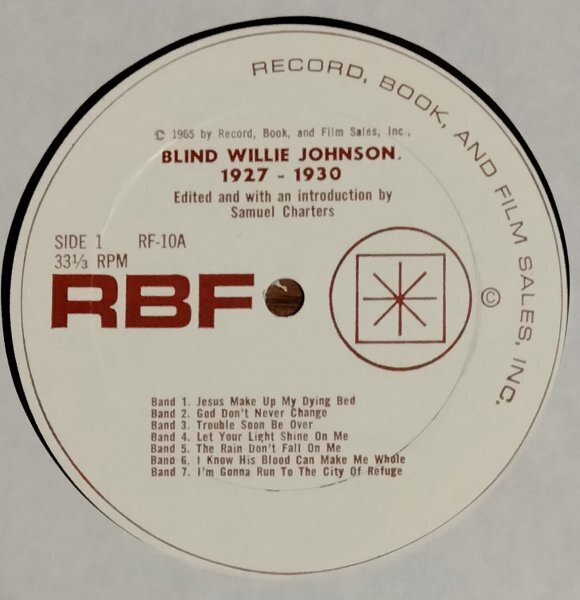 RECORD, BOOK, AND FILM SALES, INC.
© 1965 by Record, Book, and Film Sales, Inc.,
BLIND WILLIE JOHNSON,
1927 - 1930
Edited and with an introduction by
Samuel Charters
SIDE 1 RF-10A
33⅓ RPM
RBF
©
Band 1. Jesus Make Up My Dying Bed
Band 2. God Don't Never Change
Band 3. Trouble Soon Be Over
Band 4. Let Your Light Shine On Me
Band 5. The Rain Don't Fall On Me
Band 6. I Know His Blood Can Make Me Whole
Band 7. I'm Gonna Run To The City Of Refuge